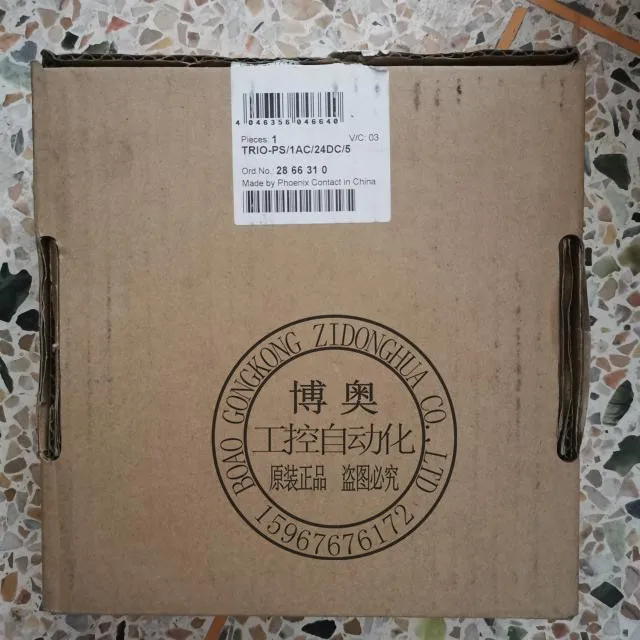 4 046356 046640
Pieces: 1 V/C: 03
TRIO-PS/1AC/24DC/5
Ord No.: 28 66 31 0
Made by Phoenix Contact in China
BOAO GONGKONG ZIDONGHUA CO., LTD
博奥
工控自动化
原装正品 盗图必究
15967676172